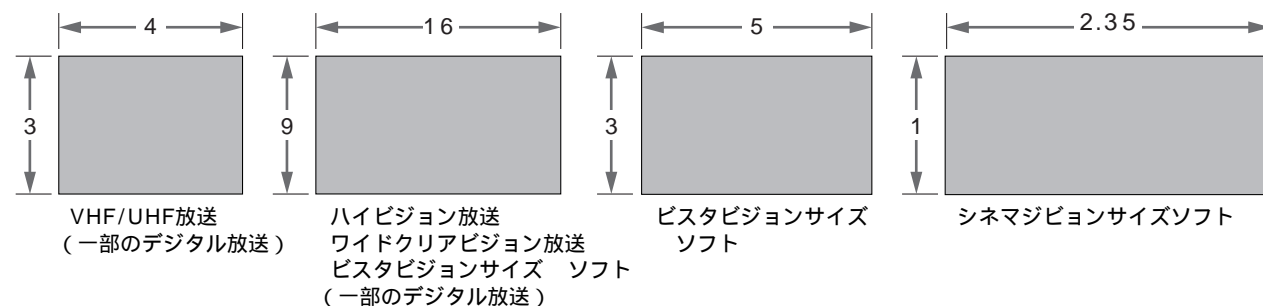 4
3
VHF/UHF放送
(一部のデジタル放送)
16
9
ハイビジョン放送
ワイドクリアビジョン放送
ビスタビジョンサイズ　ソフト
(一部のデジタル放送)
5
3
ビスタビジョンサイズ
ソフト
2.35
1
シネマジビョンサイズソフト